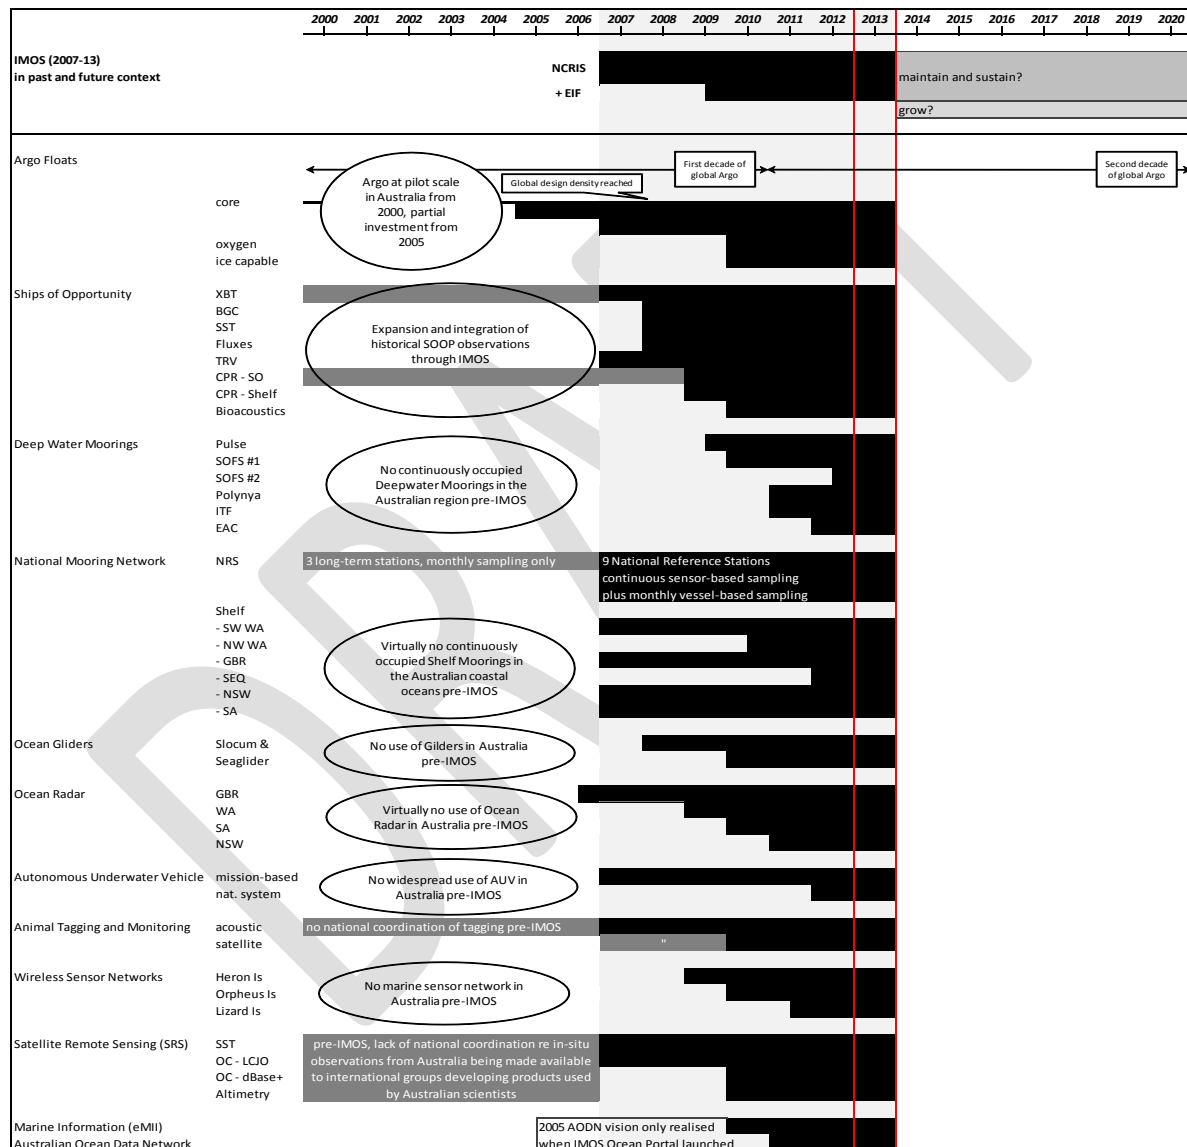 2000 2001 2002 2003 2004 2005 2006 2007 2008 2009 2010 2011 2012 2013 2014 2015 2016 2017 2018 2019 2020
IMOS (2007-13)
in past and future context
NCRIS
+ EIF
maintain and sustain?
grow?
Argo Floats
First decade of
global Argo
Second decade
of global Argo
Global design density reached
Argo at pilot scale
in Australia from
2000, partial
investment from
2005
core
oxygen
ice capable
Ships of Opportunity
XBT
BGC
SST
Fluxes
TRV
CPR - SO
CPR - Shelf
Bioacoustics
Expansion and integration of
historical SOOP observations
through IMOS
Deep Water Moorings
Pulse
SOFS #1
SOFS #2
Polynya
ITF
EAC
No continuously occupied
Deepwater Moorings in the
Australian region pre-IMOS
National Mooring Network
NRS
3 long-term stations, monthly sampling only
9 National Reference Stations
continuous sensor-based sampling
plus monthly vessel-based sampling
Shelf
- SW WA
- NW WA
- GBR
- SEQ
- NSW
- SA
Virtually no continuously
occupied Shelf Moorings in
the Australian coastal
oceans pre-IMOS
Ocean Gliders
Slocum &
Seaglider
No use of Gilders in Australia
pre-IMOS
Ocean Radar
GBR
WA
SA
NSW
Virtually no use of Ocean
Radar in Australia pre-IMOS
Autonomous Underwater Vehicle
mission-based
nat. system
No widespread use of AUV in
Australia pre-IMOS
Animal Tagging and Monitoring
acoustic
satellite
no national coordination of tagging pre-IMOS
"
Wireless Sensor Networks
Heron Is
Orpheus Is
Lizard Is
No marine sensor network in
Australia pre-IMOS
Satellite Remote Sensing (SRS)
SST
OC - LCJO
OC - dBase+
Altimetry
pre-IMOS, lack of national coordination re in-situ
observations from Australia being made available
to international groups developing products used
by Australian scientists
Marine Information (eMII)
Australian Ocean Data Network
2005 AODN vision only realised
when IMOS Ocean Portal launched
DRAFT